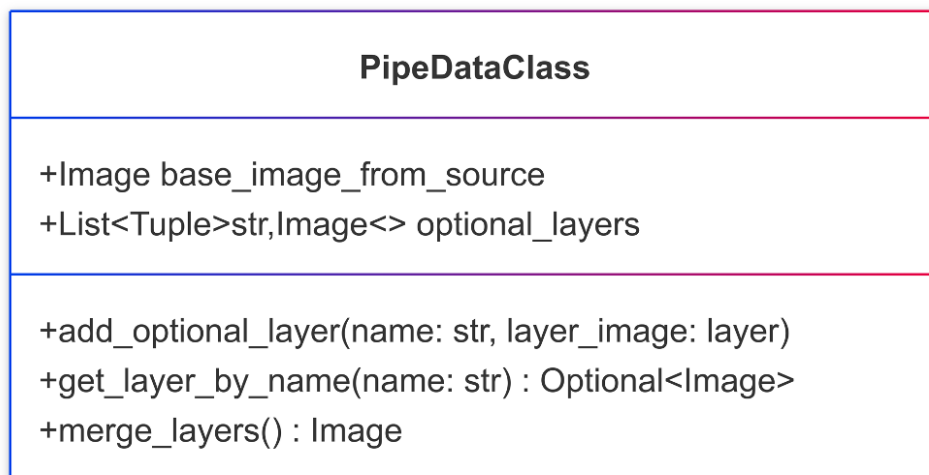 PipeDataClass
+Image base_image_from_source
+List<Tuple>str,Image<> optional_layers
+add_optional_layer(name: str, layer_image: layer)
+get_layer_by_name(name: str) : Optional<Image>
+merge_layers() : Image